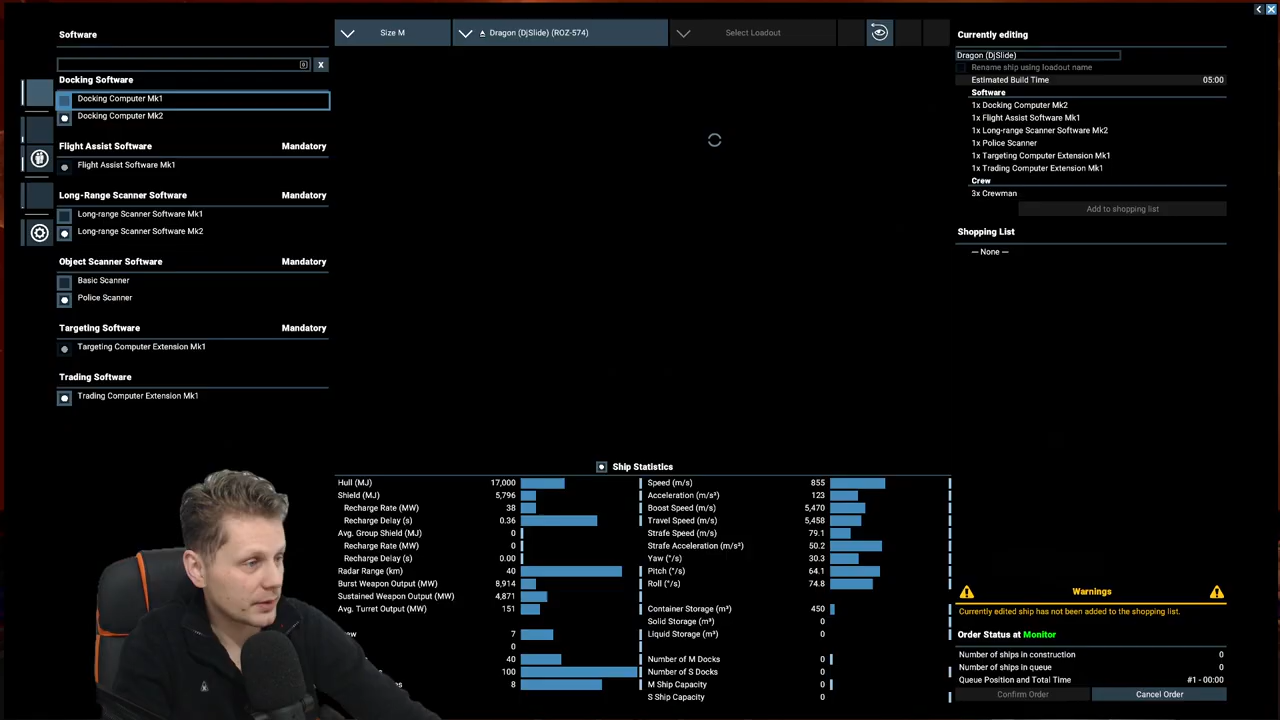 Software
Size M
Dragon (DjSlide) (ROZ-574)
Select Loadout
x
Docking Software
Docking Computer Mk1
Docking Computer Mk2
Flight Assist Software Mandatory
Flight Assist Software Mk1
Long-Range Scanner Software Mandatory
Long-range Scanner Software Mk1
Long-range Scanner Software Mk2
Object Scanner Software Mandatory
Basic Scanner
Police Scanner
Targeting Software Mandatory
Targeting Computer Extension Mk1
Trading Software
Trading Computer Extension Mk1
Ship Statistics
Hull (MJ) 17,000
Shield (MJ) 5,796
Recharge Rate (MW) 38
Recharge Delay (s) 0.36
Avg. Group Shield (MJ) 0
Recharge Rate (MW) 0
Recharge Delay (s) 0.00
Radar Range (km) 40
Burst Weapon Output (MW) 8,914
Sustained Weapon Output (MW) 4,871
Avg. Turret Output (MW) 151
7
0
40
100
8
Speed (m/s) 855
Acceleration (m/s²) 123
Boost Speed (m/s) 5,470
Travel Speed (m/s) 5,458
Strafe Speed (m/s) 79.1
Strafe Acceleration (m/s²) 50.2
Yaw (°/s) 30.3
Pitch (°/s) 64.1
Roll (°/s) 74.8
Container Storage (m³) 450
Solid Storage (m³) 0
Liquid Storage (m³) 0
Number of M Docks 0
Number of S Docks 0
M Ship Capacity 0
S Ship Capacity 0
Currently editing
Dragon (DjSlide)
Rename ship using loadout name
Estimated Build Time 05:00
Software
1x Docking Computer Mk2
1x Flight Assist Software Mk1
1x Long-range Scanner Software Mk2
1x Police Scanner
1x Targeting Computer Extension Mk1
1x Trading Computer Extension Mk1
Crew
3x Crewman
Add to shopping list
Shopping List
— None —
Warnings
Currently edited ship has not been added to the shopping list.
Order Status at Monitor
Number of ships in construction 0
Number of ships in queue 0
Queue Position and Total Time #1 - 00:00
Confirm Order
Cancel Order